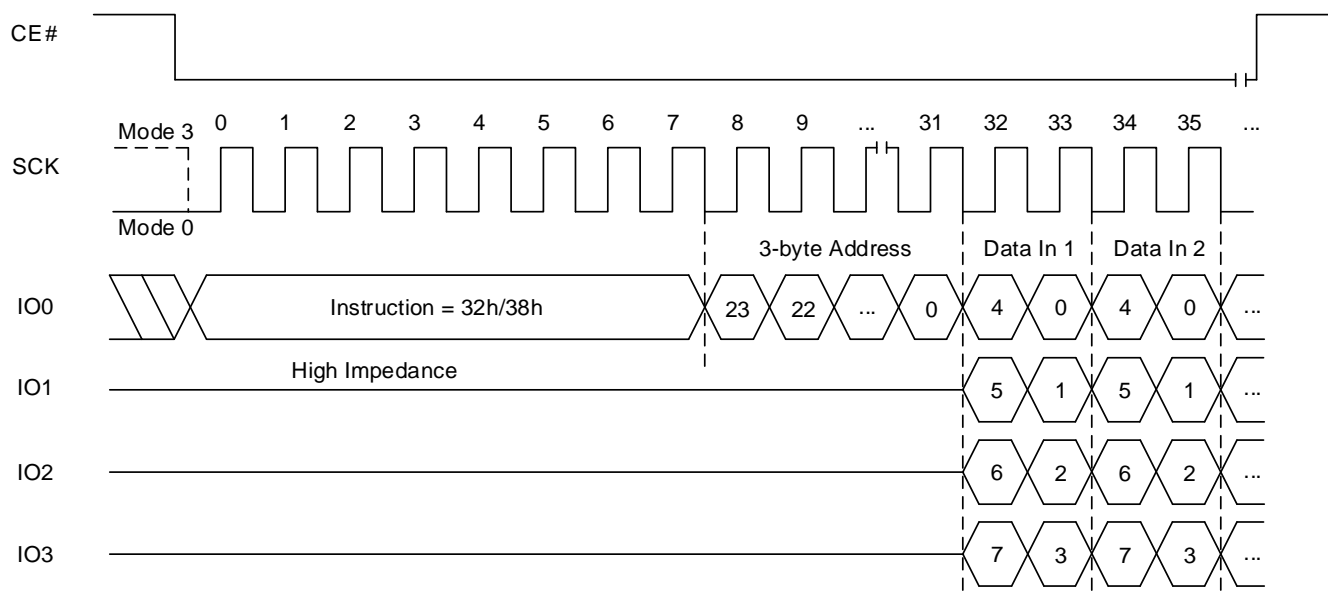 CE#
0 1 2 3 4 5 6 7 8 9 ... 31 32 33 34 35 ...
Mode 3
SCK
Mode 0
3-byte Address Data In 1 Data In 2
IO0 Instruction = 32h/38h 23 22 ... 0 4 0 4 0 ...
High Impedance
IO1 5 1 5 1 ...
IO2 6 2 6 2 ...
IO3 7 3 7 3 ...